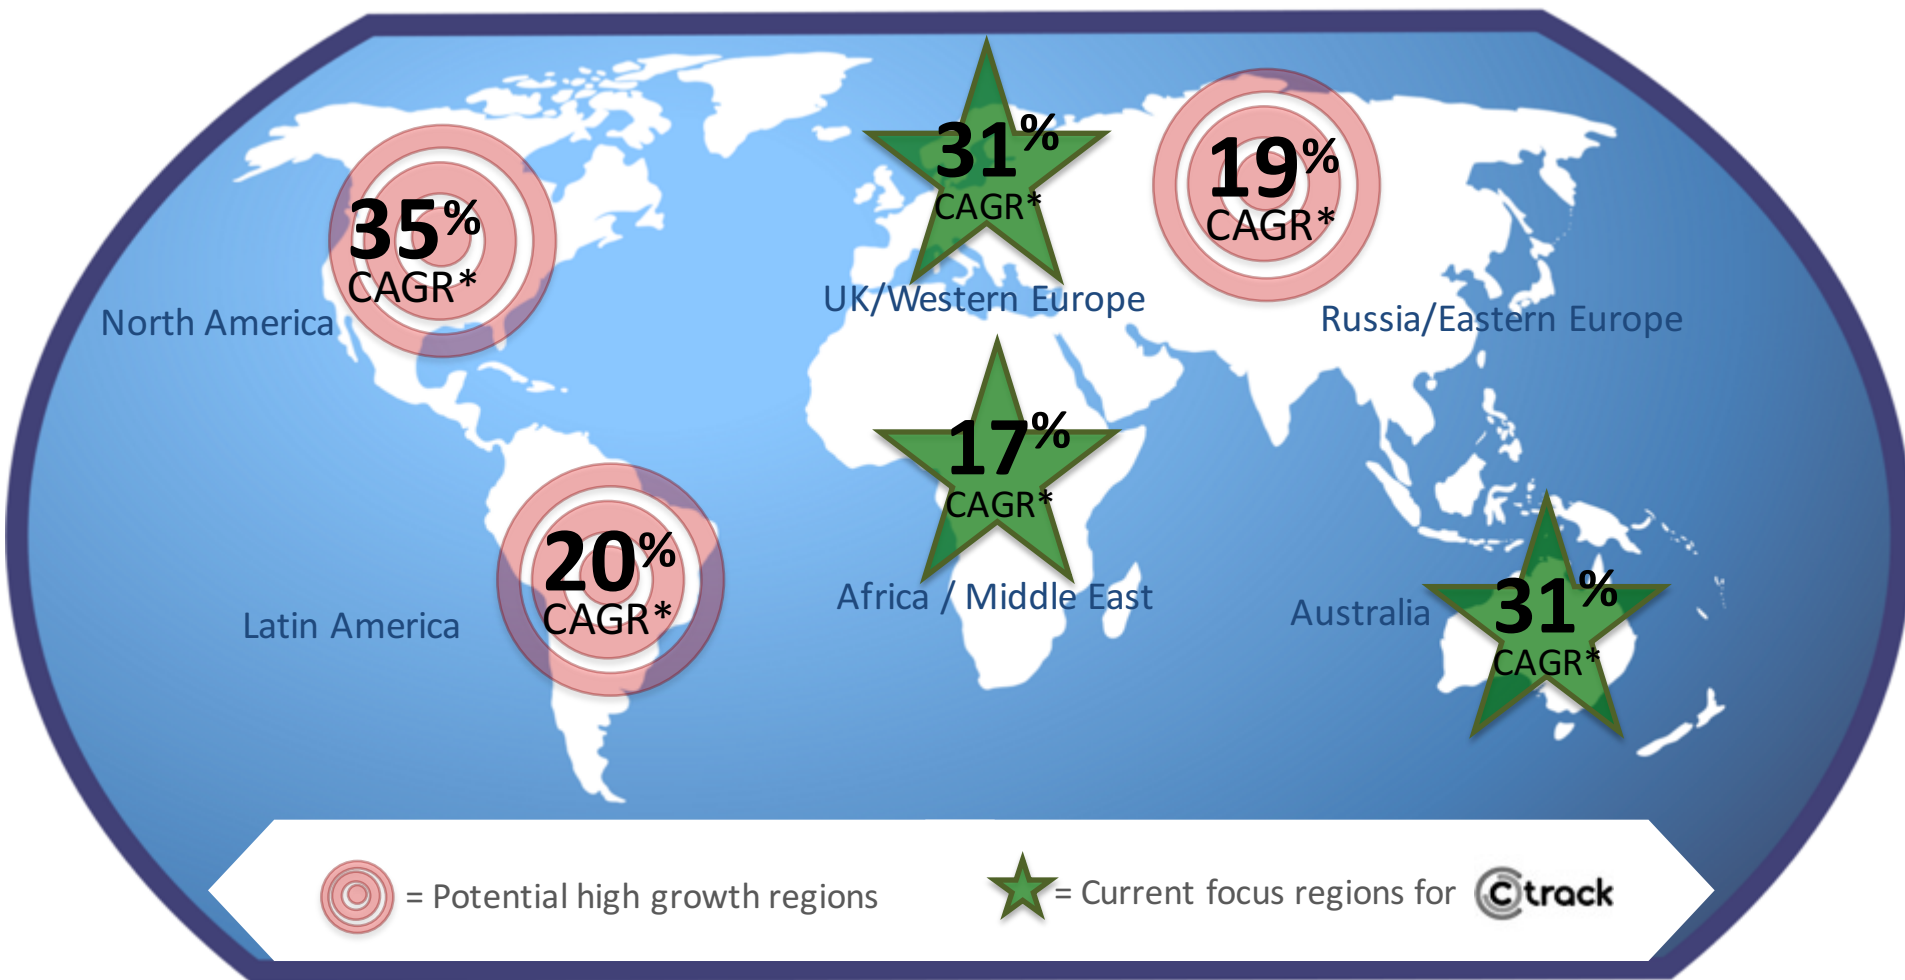 35%
CAGR*
North America
31%
CAGR*
UK/Western Europe
19%
CAGR*
Russia/Eastern Europe
17%
CAGR*
Africa / Middle East
20%
CAGR*
Latin America
31%
CAGR*
Australia
= Potential high growth regions
= Current focus regions for Ctrack